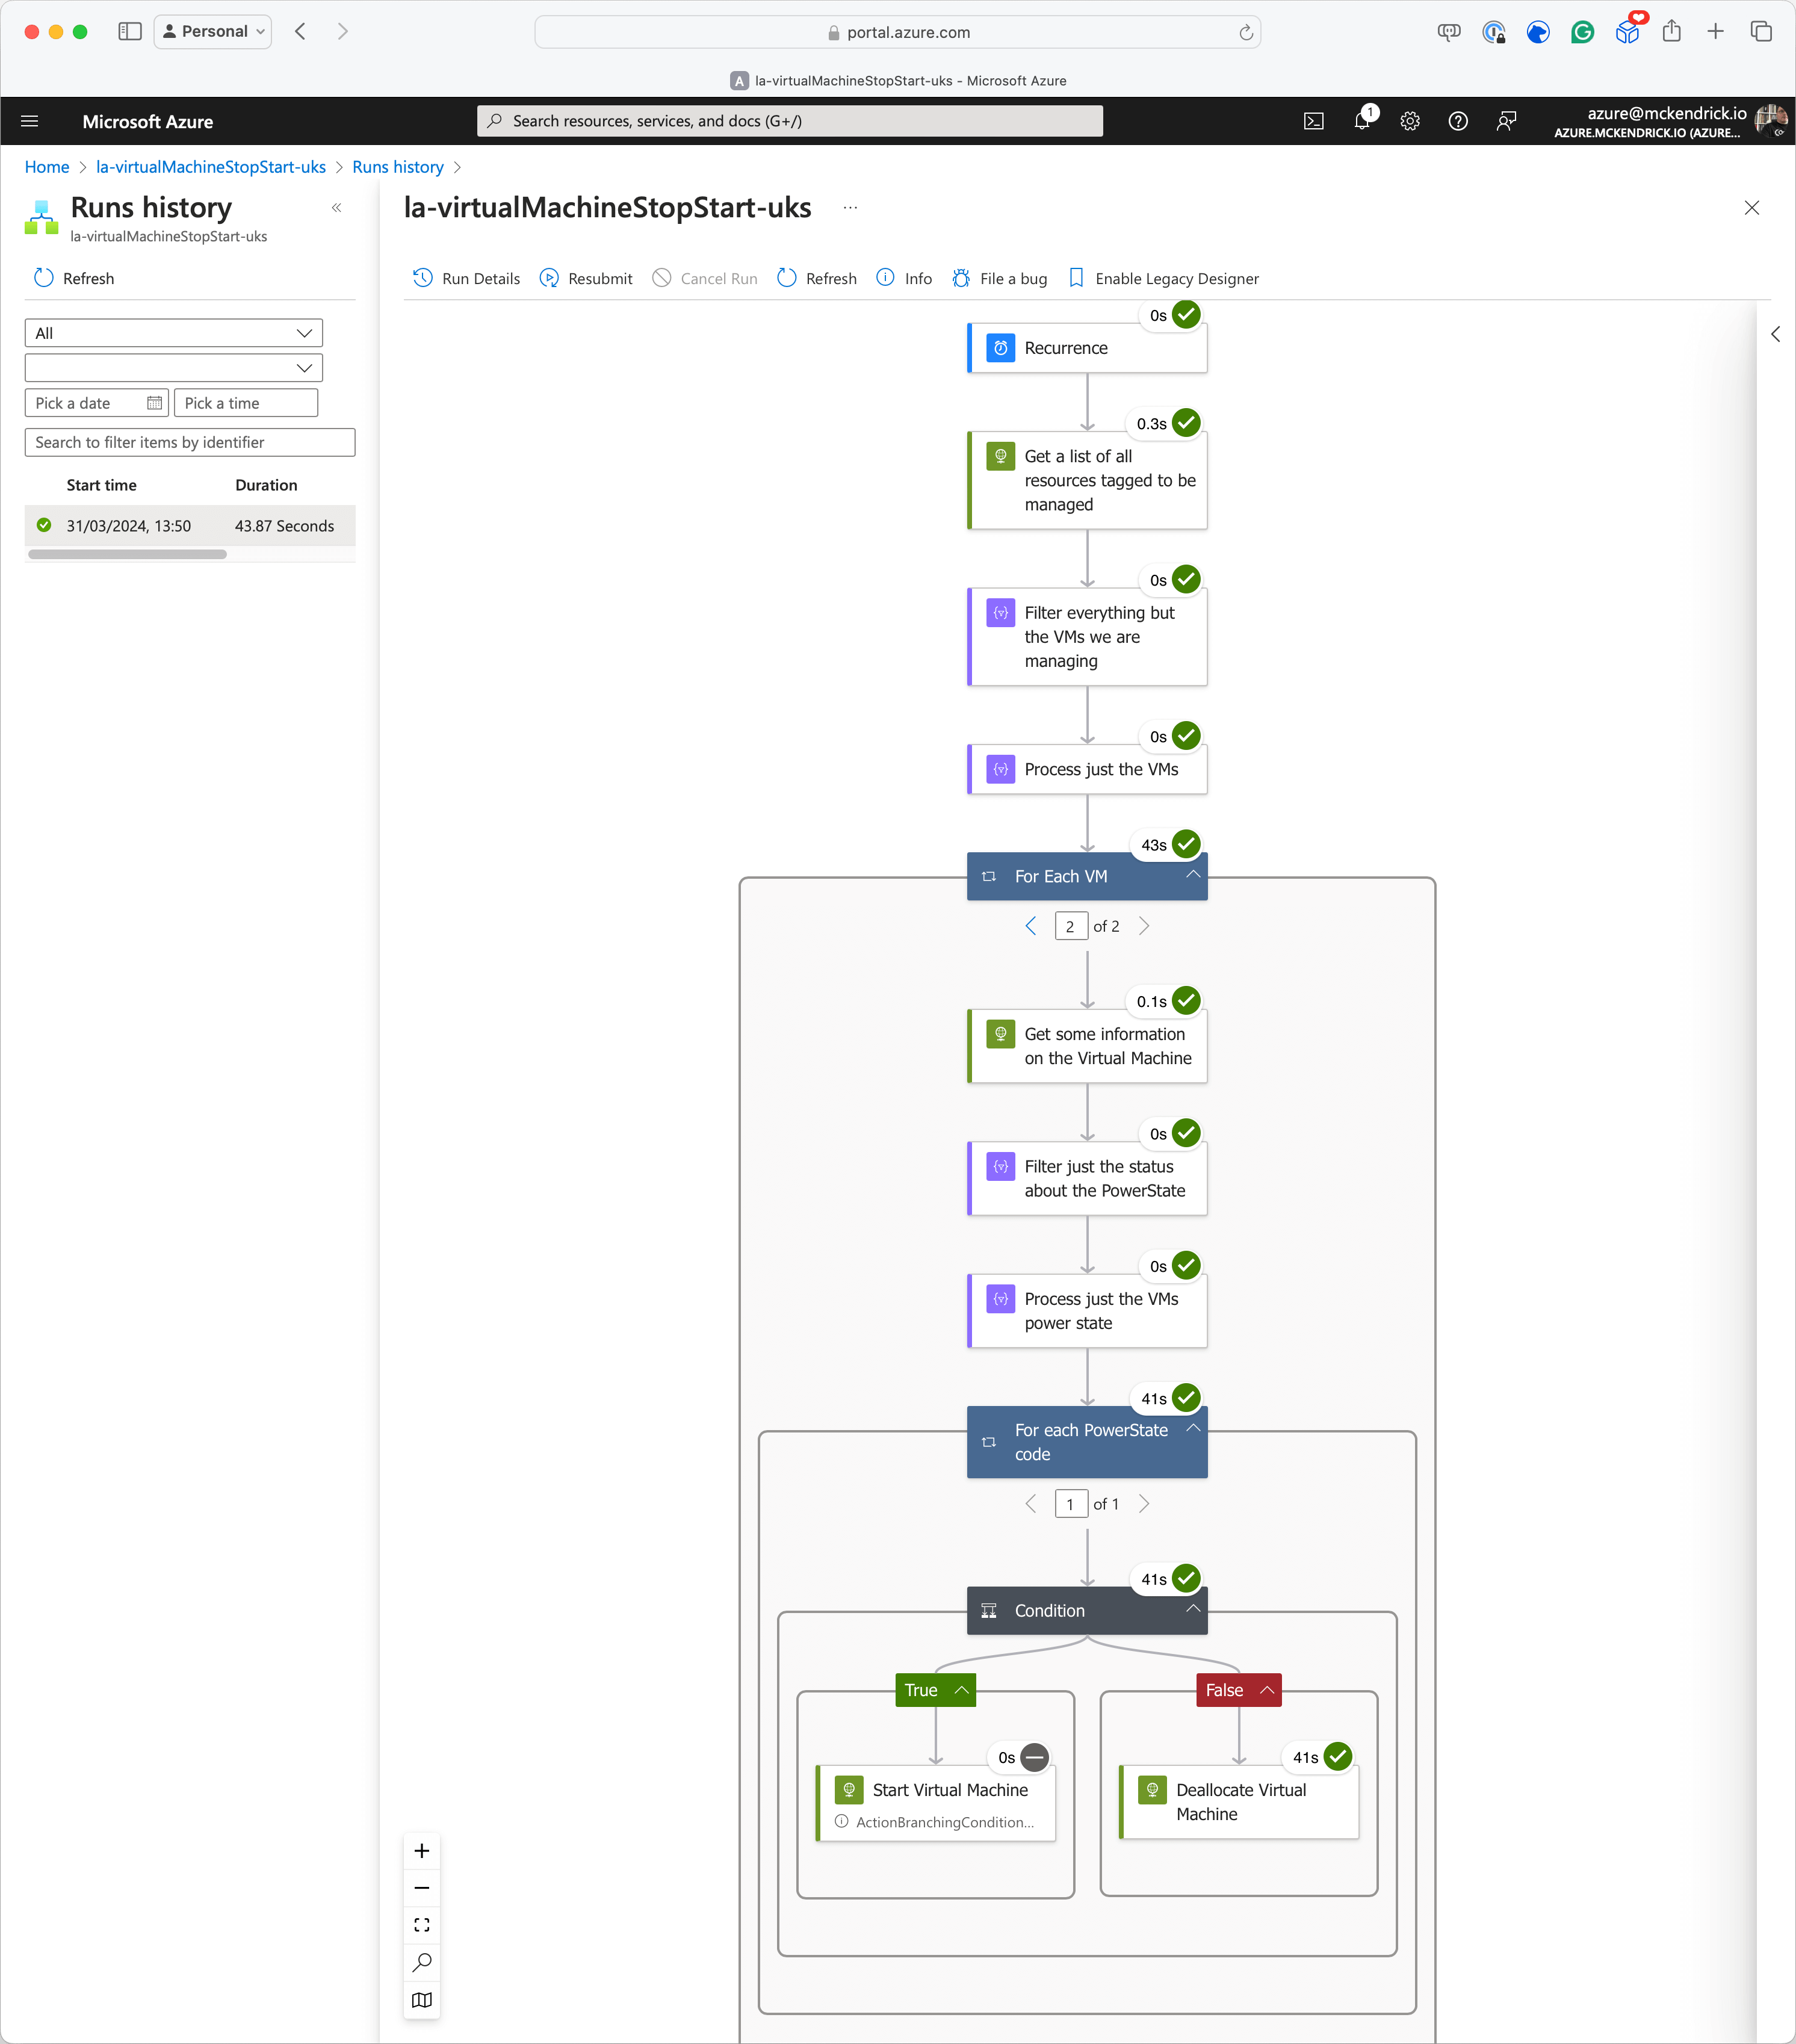 Personal
portal.azure.com
A la-virtualMachineStopStart-uks - Microsoft Azure
Microsoft Azure
Search resources, services, and docs (G+/)
1
azure@mckendrick.io
AZURE.MCKENDRICK.IO (AZURE...
Home > la-virtualMachineStopStart-uks > Runs history >
Runs history
la-virtualMachineStopStart-uks
Refresh
All
Pick a date
Pick a time
Search to filter items by identifier
Start time Duration
31/03/2024, 13:50 43.87 Seconds
la-virtualMachineStopStart-uks ...
Run Details Resubmit Cancel Run Refresh Info File a bug Enable Legacy Designer
0s
Recurrence
0.3s
Get a list of all
resources tagged to be
managed
0s
Filter everything but
the VMs we are
managing
0s
Process just the VMs
43s
For Each VM
2 of 2
0.1s
Get some information
on the Virtual Machine
0s
Filter just the status
about the PowerState
0s
Process just the VMs
power state
41s
For each PowerState
code
1 of 1
41s
Condition
True
0s
Start Virtual Machine
ActionBranchingCondition...
False
41s
Deallocate Virtual
Machine